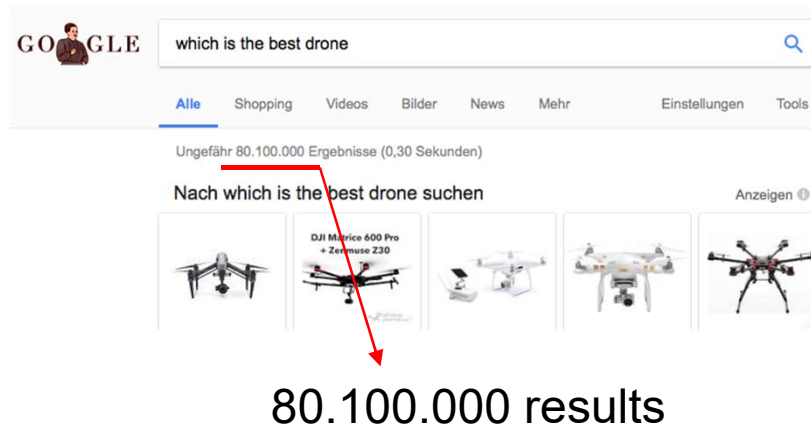 GOOGLE
which is the best drone
Alle Shopping Videos Bilder News Mehr Einstellungen Tools
Ungefähr 80.100.000 Ergebnisse (0,30 Sekunden)
Nach which is the best drone suchen Anzeigen
DJI Matrice 600 Pro
+ Zenmuse Z30
80.100.000 results